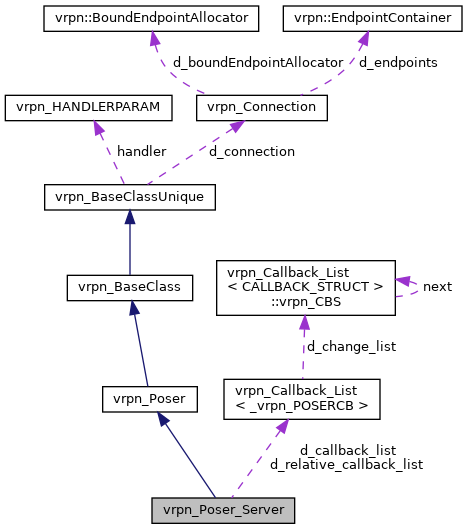 vrpn::BoundEndpointAllocator
vrpn::EndpointContainer
d_boundEndpointAllocator
d_endpoints
vrpn_HANDLERPARAM
vrpn_Connection
handler
d_connection
vrpn_BaseClassUnique
vrpn_Callback_List
< CALLBACK_STRUCT >
::vrpn_CBS
next
vrpn_BaseClass
d_change_list
vrpn_Poser
vrpn_Callback_List
< _vrpn_POSERCB >
d_callback_list
d_relative_callback_list
vrpn_Poser_Server